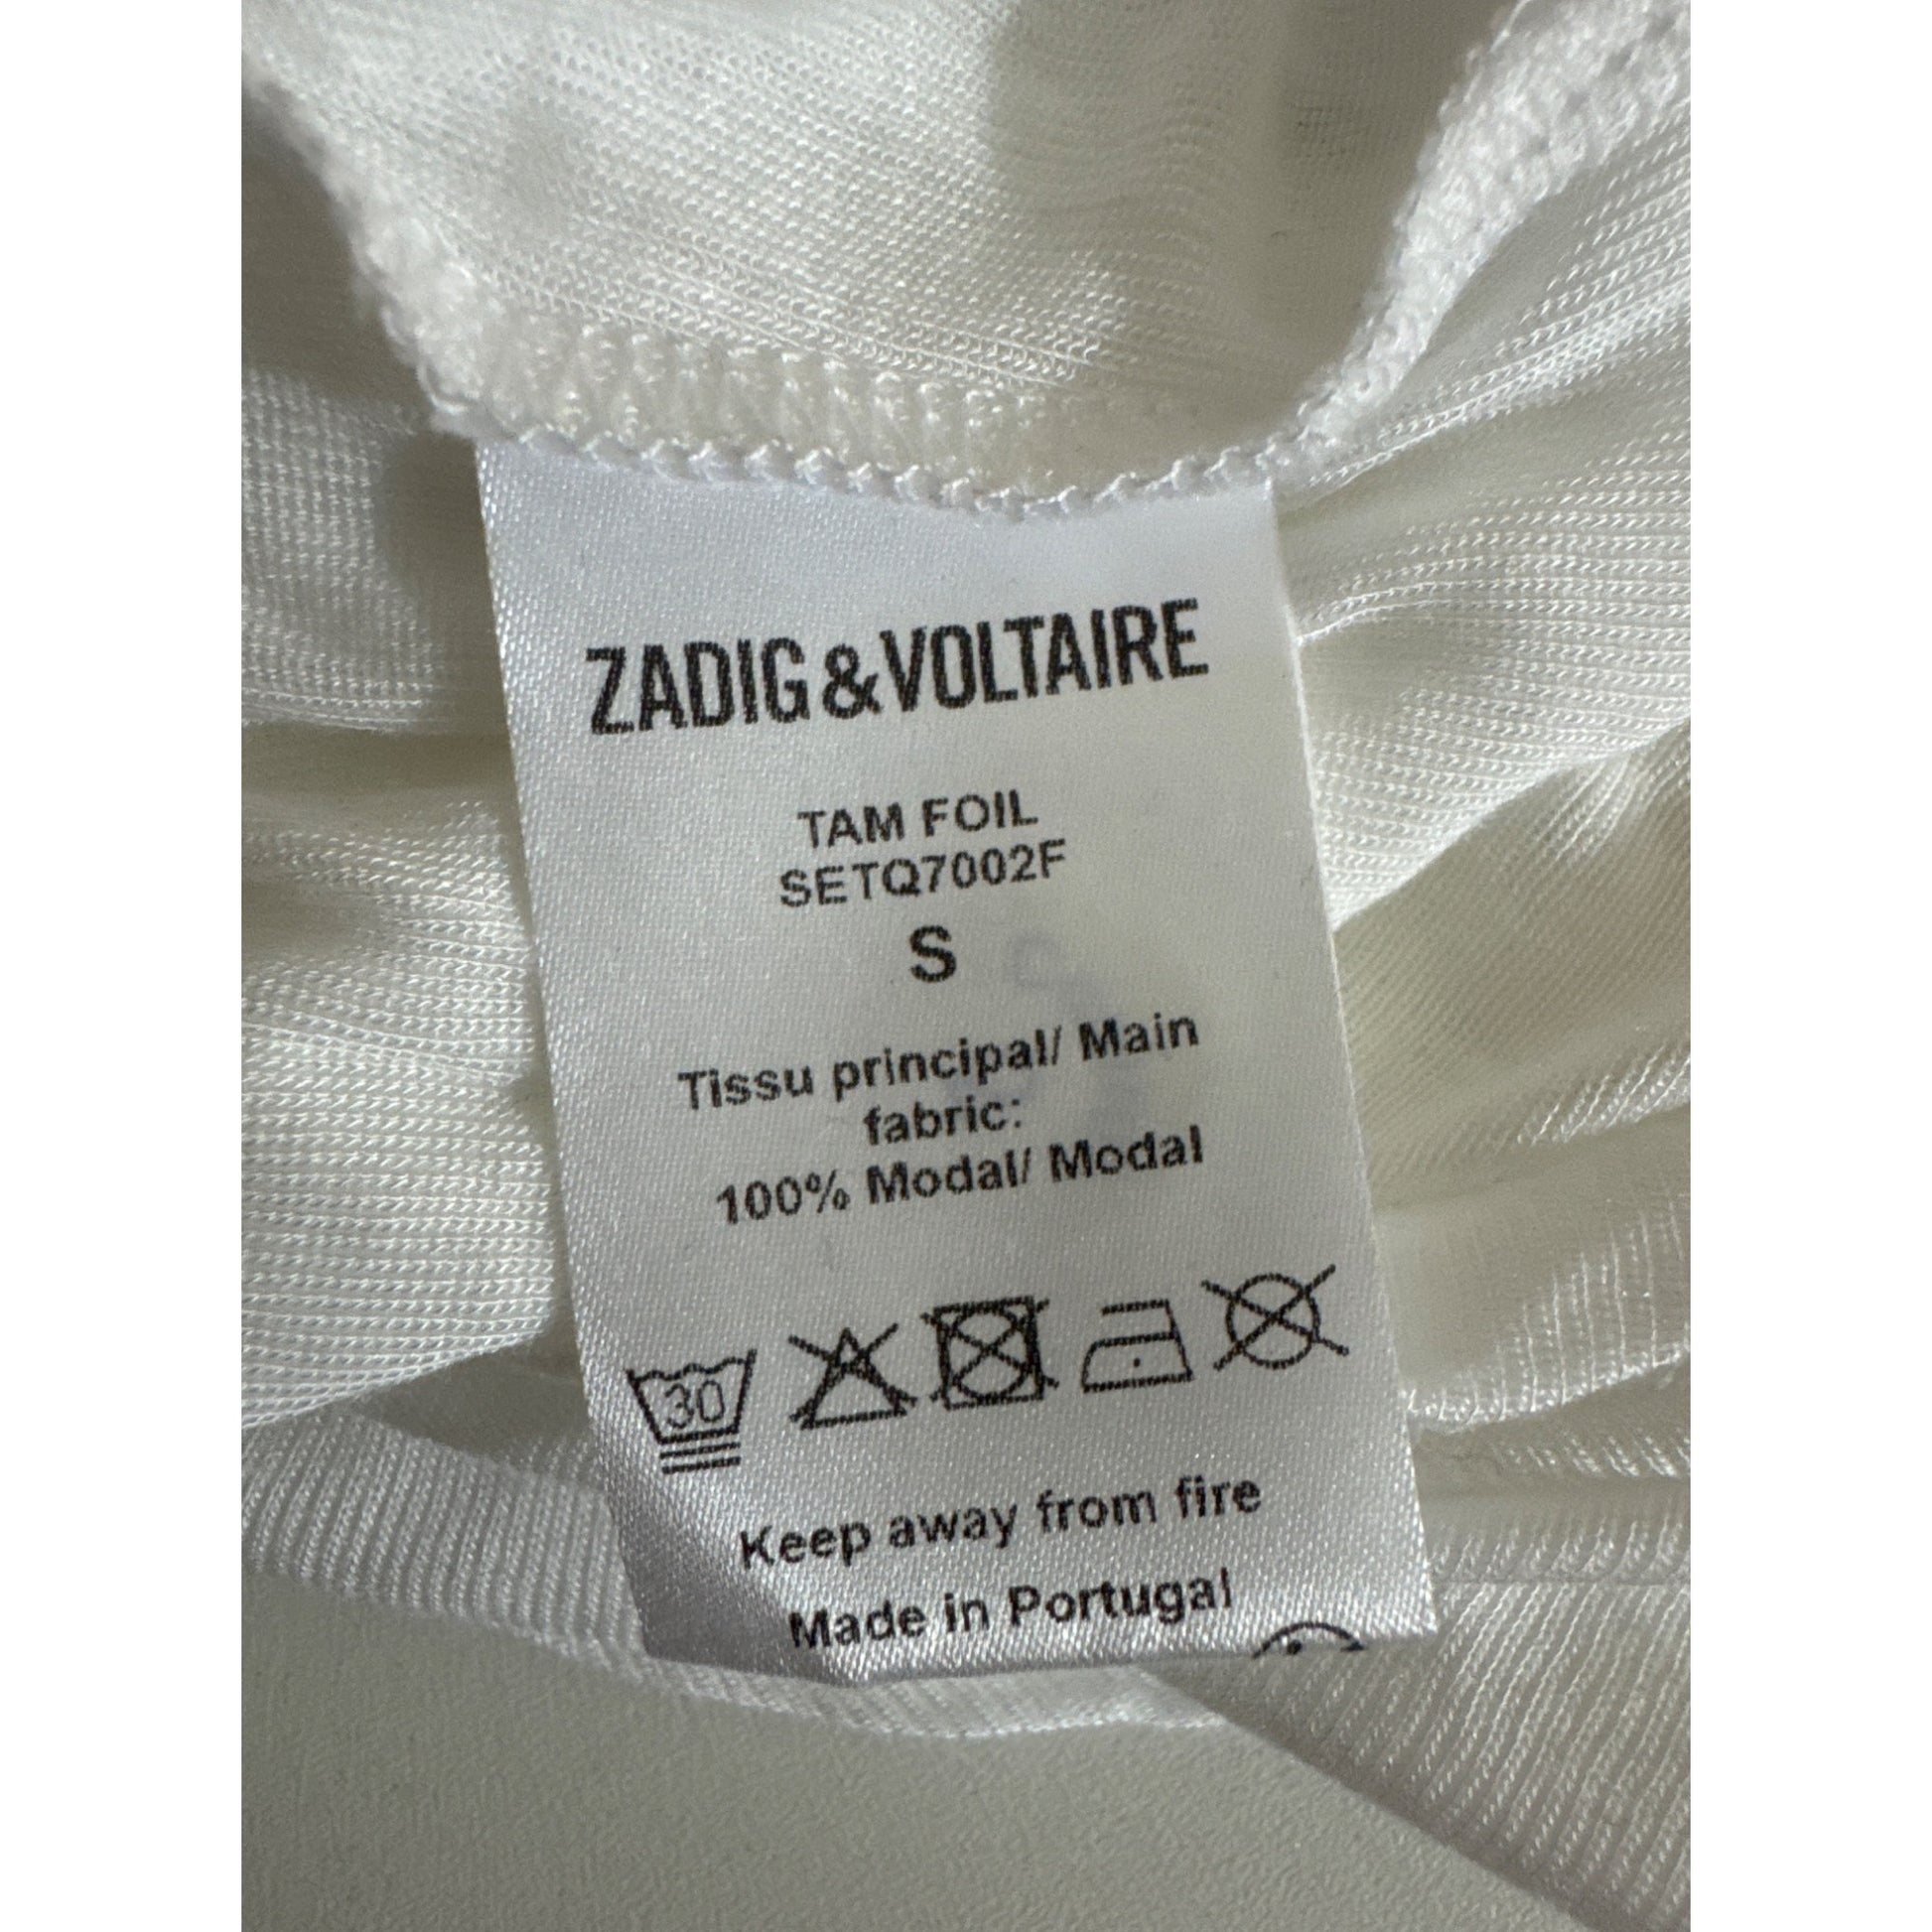 ZADIG&VOLTAIRE
TAM FOIL
SETQ7002F
S
Tissu principal/ Main
fabric:
100% Modal/ Modal
30
Keep away from fire
Made in Portugal